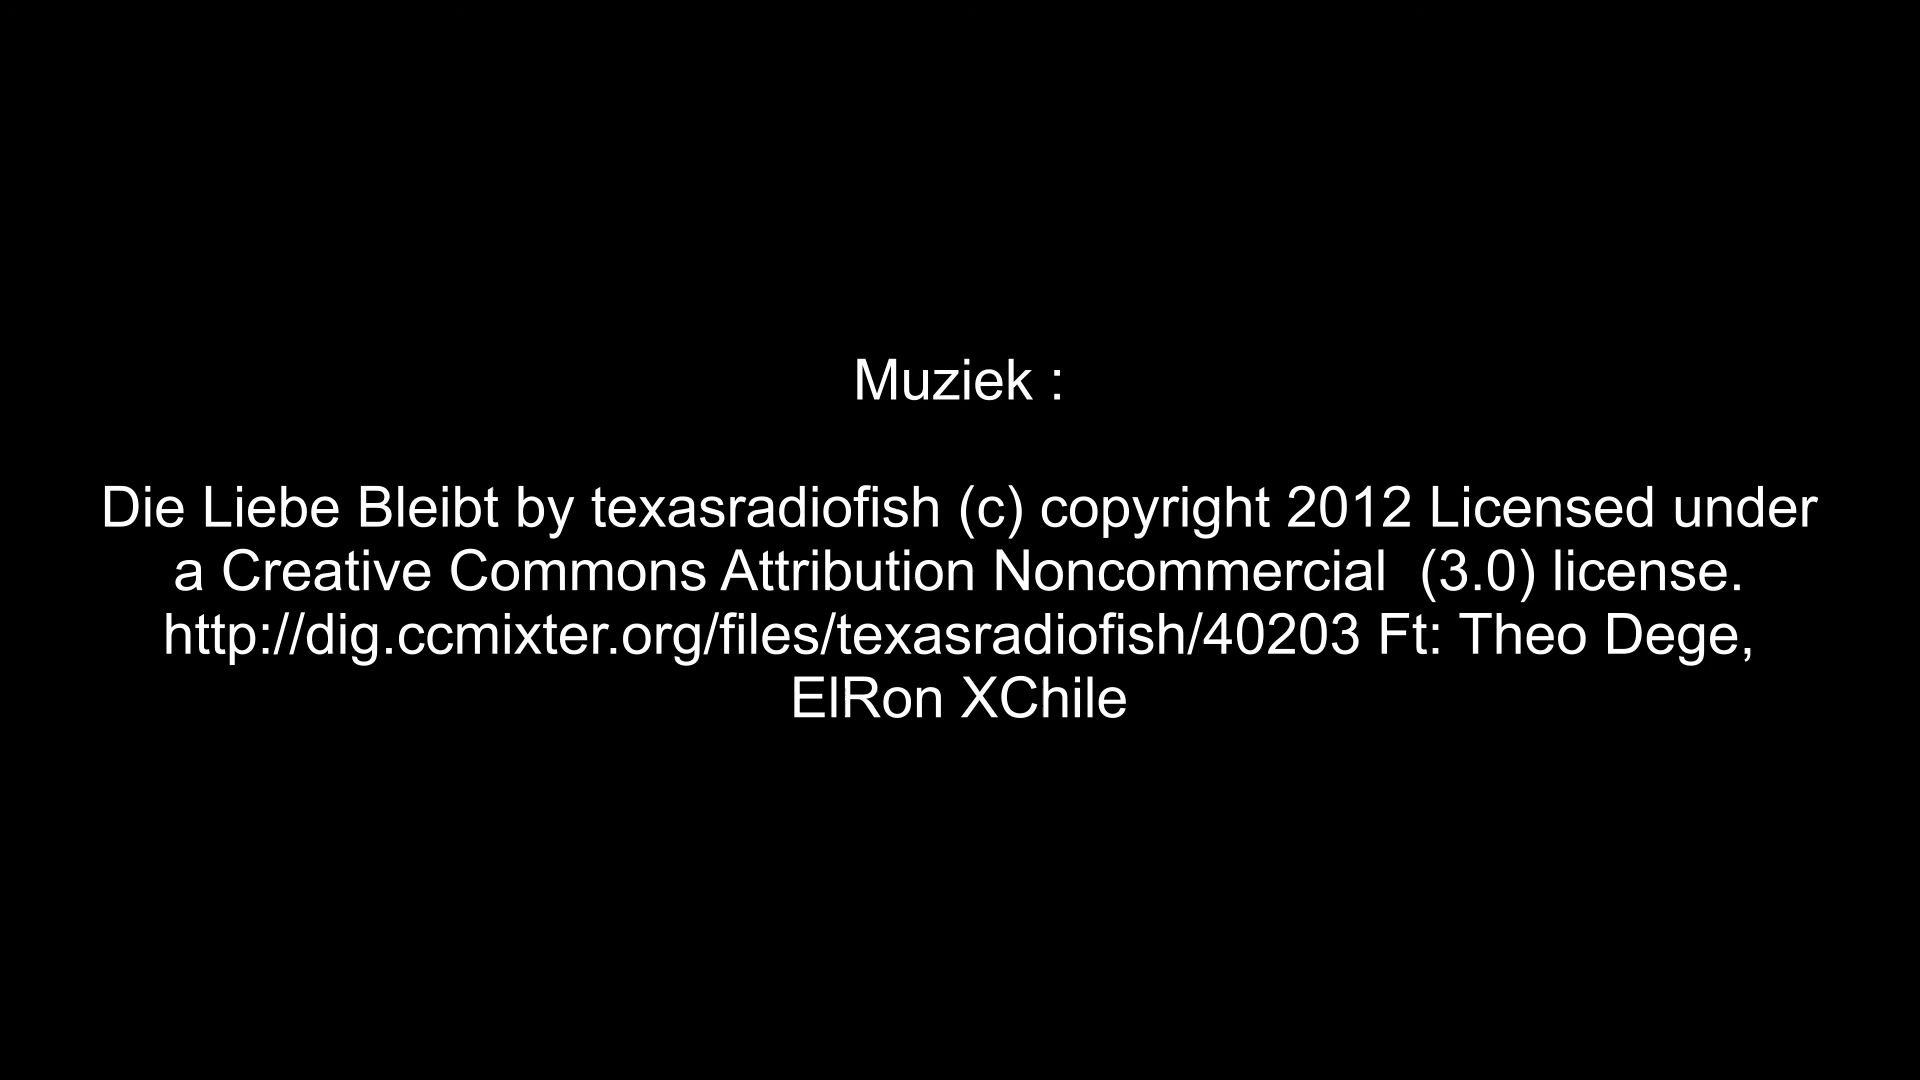 Muziek :
Die Liebe Bleibt by texasradiofish (c) copyright 2012 Licensed under
a Creative Commons Attribution Noncommercial  (3.0) license.
http://dig.ccmixter.org/files/texasradiofish/40203 Ft: Theo Dege,
ElRon XChile